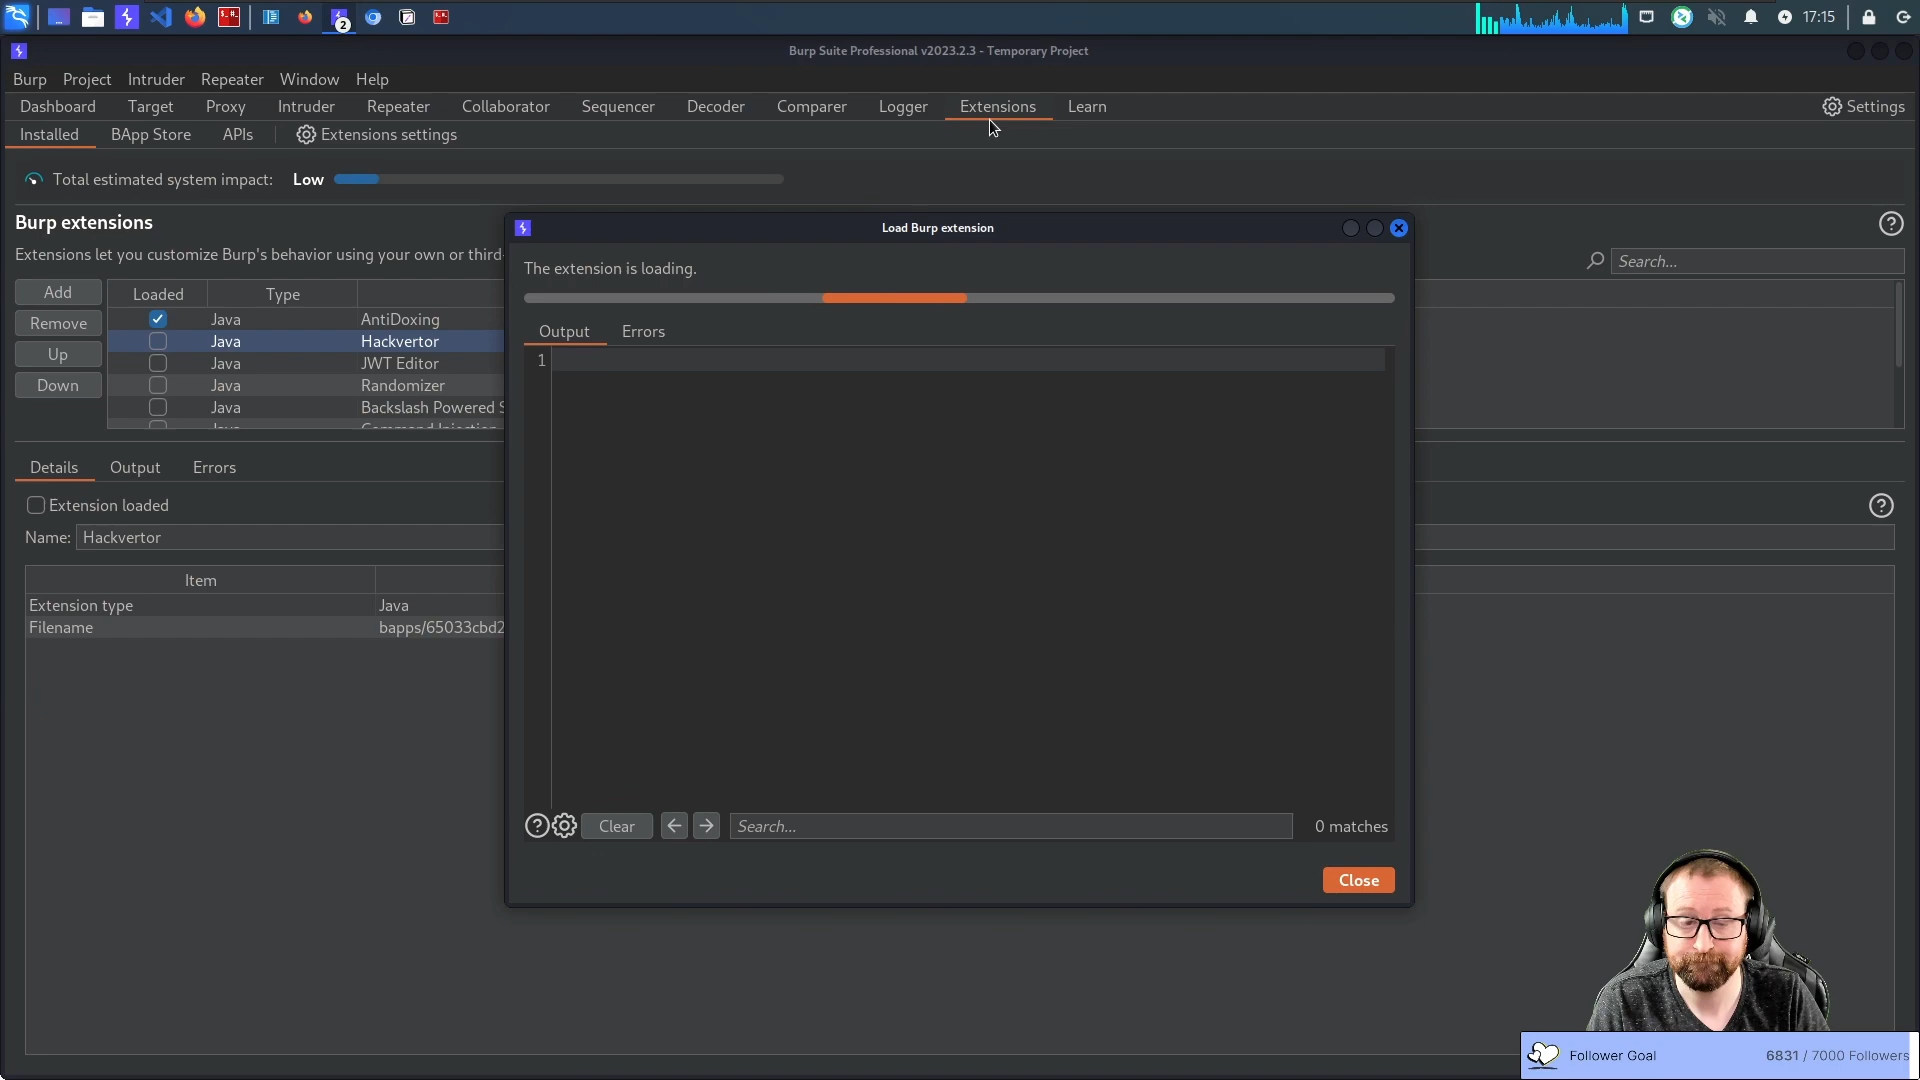 2
17:15
Burp Suite Professional v2023.2.3 - Temporary Project
Burp Project Intruder Repeater Window Help
Dashboard Target Proxy Intruder Repeater Collaborator Sequencer Decoder Comparer Logger Extensions Learn Settings
Installed BApp Store APIs Extensions settings
Total estimated system impact: Low
Burp extensions
Extensions let you customize Burp's behavior using your own or third-
Search...
Add
Remove
Up
Down
Loaded Type
Java AntiDoxing
Java Hackvertor
Java JWT Editor
Java Randomizer
Java Backslash Powered S
Java Command Injection
Details Output Errors
Extension loaded
Name: Hackvertor
Item
Extension type Java
Filename bapps/65033cbd2
Load Burp extension
The extension is loading.
Output Errors
1
Clear Search... 0 matches
Close
Follower Goal 6831 / 7000 Followers